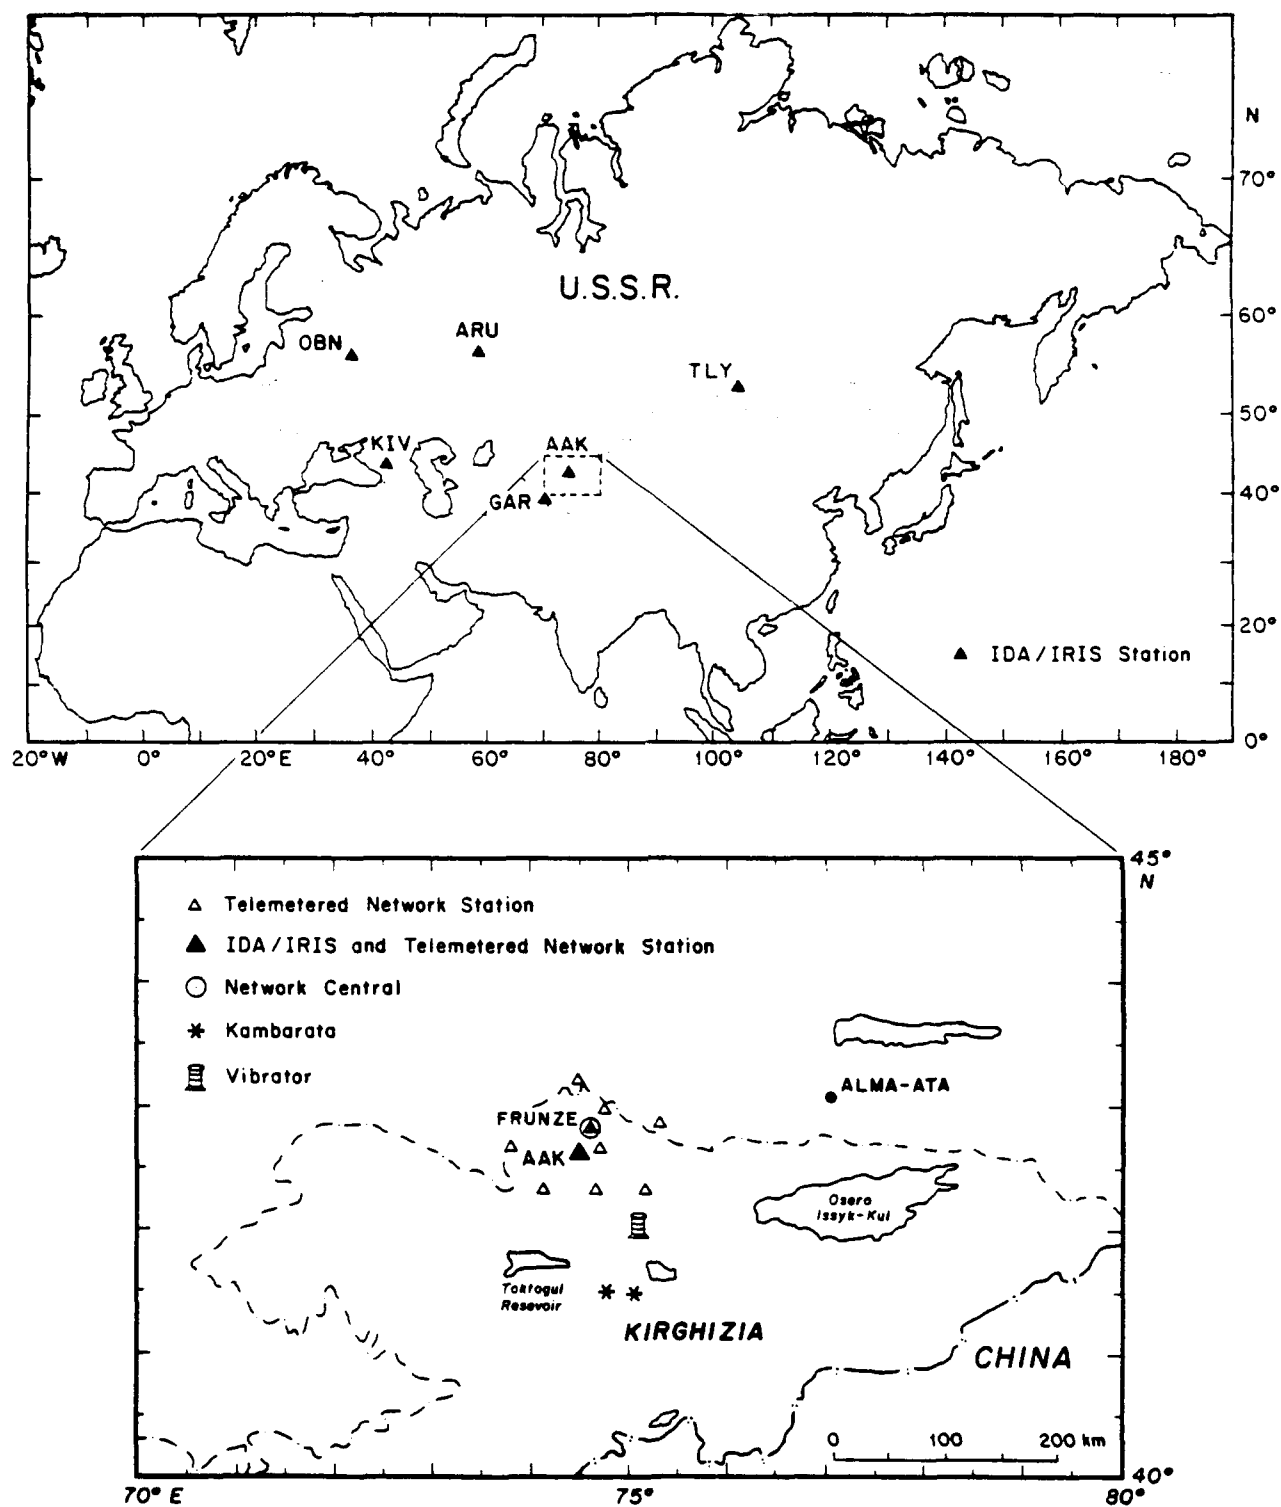 N
70°
U.S.S.R.
60°
OBN
ARU
TLY
50°
KIV
AAK
GAR
40°
20°
IDA/IRIS Station
0°
20°W 0° 20°E 40° 60° 80° 100° 120° 140° 160° 180°
45°
N
Telemetered Network Station
IDA/IRIS and Telemetered Network Station
Network Central
Kambarata
Vibrator
ALMA-ATA
FRUNZE
AAK
Osero
Issyk-Kul
Toktogul
Resevoir
KIRGHIZIA
CHINA
0 100 200 km
40°
70° E 75° 80°